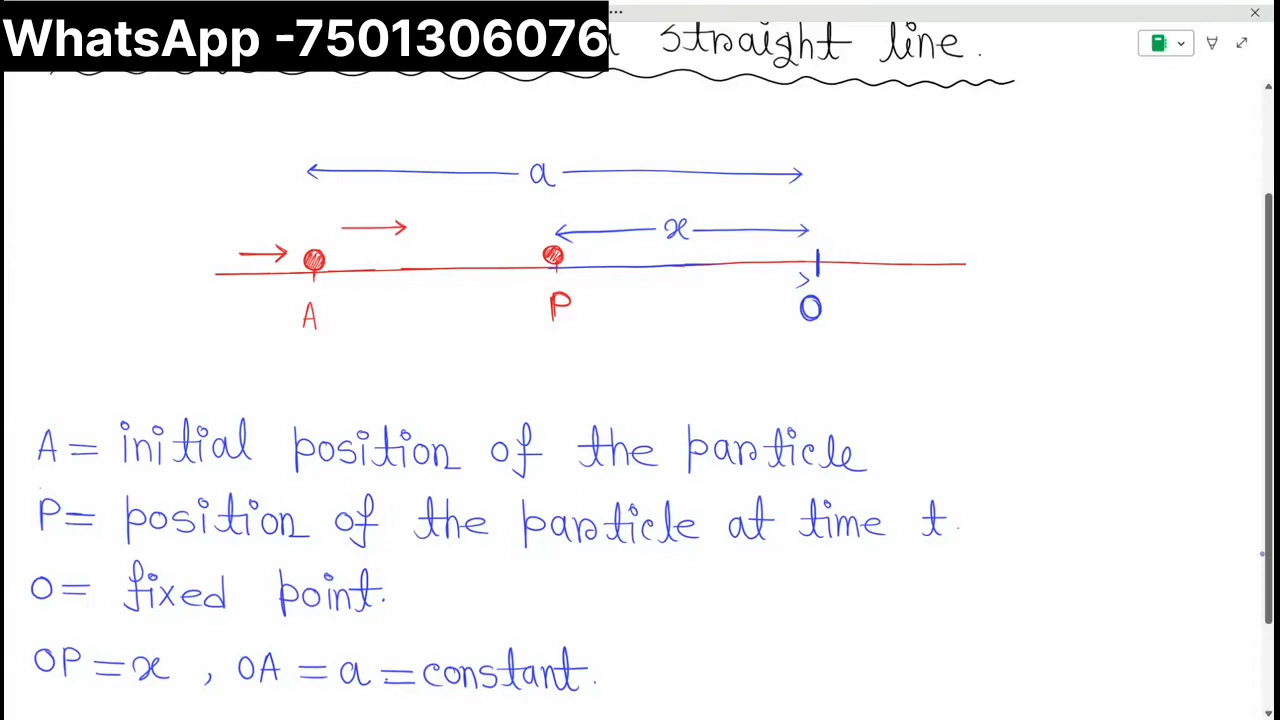 WhatsApp -7501306076 straight line.
a
x
A P O
A = initial position of the particle
P = position of the particle at time t.
O = fixed point.
OP = x , OA = a = constant.